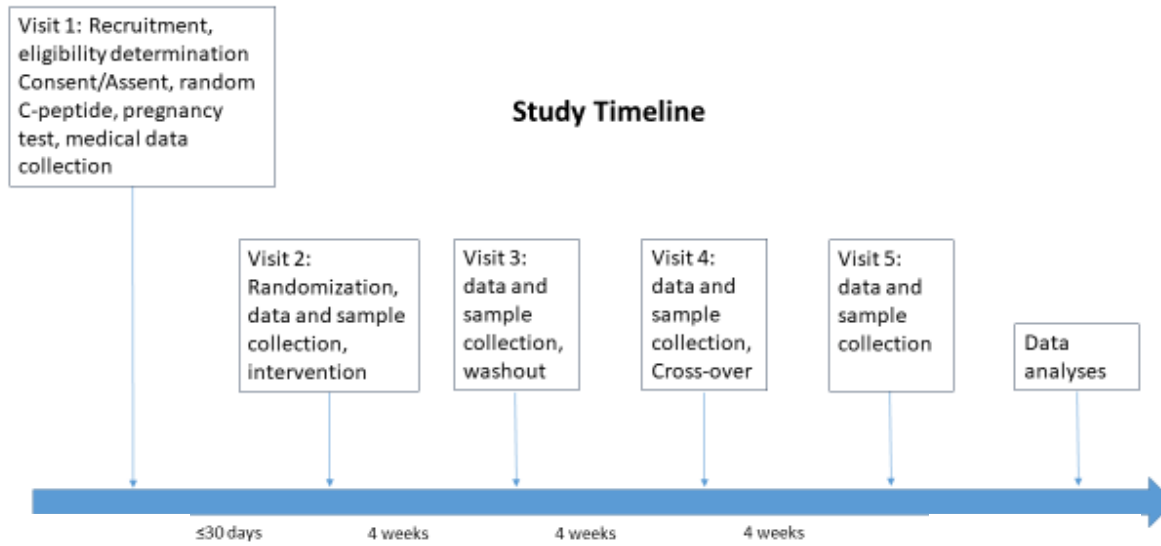 Visit 1: Recruitment,
eligibility determination
Consent/Assent, random
C-peptide, pregnancy
test, medical data
collection
Study Timeline
Visit 2:
Randomization,
data and sample
collection,
intervention
Visit 3:
data and
sample
collection,
washout
Visit 4:
data and
sample
collection,
Cross-over
Visit 5:
data and
sample
collection
Data
analyses
≤30 days
4 weeks
4 weeks
4 weeks